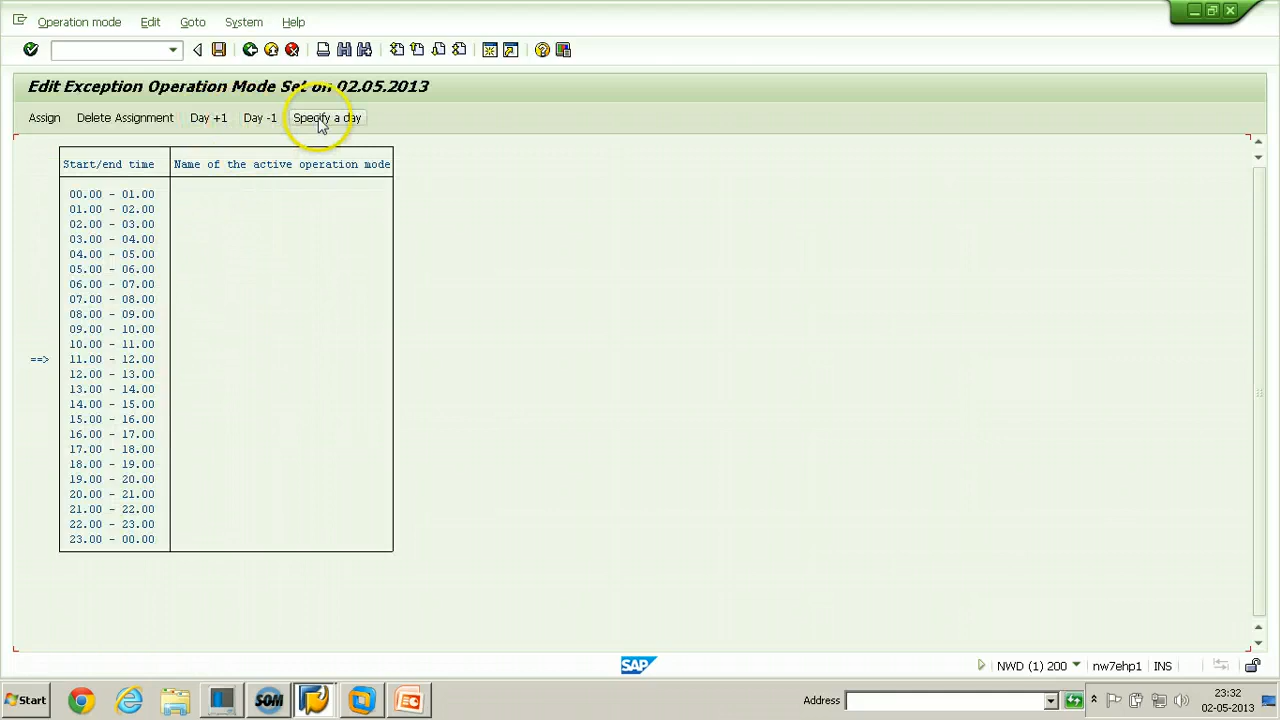 Operation mode Edit Goto System Help
Edit Exception Operation Mode Set on 02.05.2013
Assign Delete Assignment Day +1 Day -1 Specify a day
Start/end time Name of the active operation mode
00.00 - 01.00
01.00 - 02.00
02.00 - 03.00
03.00 - 04.00
04.00 - 05.00
05.00 - 06.00
06.00 - 07.00
07.00 - 08.00
08.00 - 09.00
09.00 - 10.00
10.00 - 11.00
==> 11.00 - 12.00
12.00 - 13.00
13.00 - 14.00
14.00 - 15.00
15.00 - 16.00
16.00 - 17.00
17.00 - 18.00
18.00 - 19.00
19.00 - 20.00
20.00 - 21.00
21.00 - 22.00
22.00 - 23.00
23.00 - 00.00
SAP NWD (1) 200 nw7ehp1 INS
Start SOM Address 23:32
02-05-2013